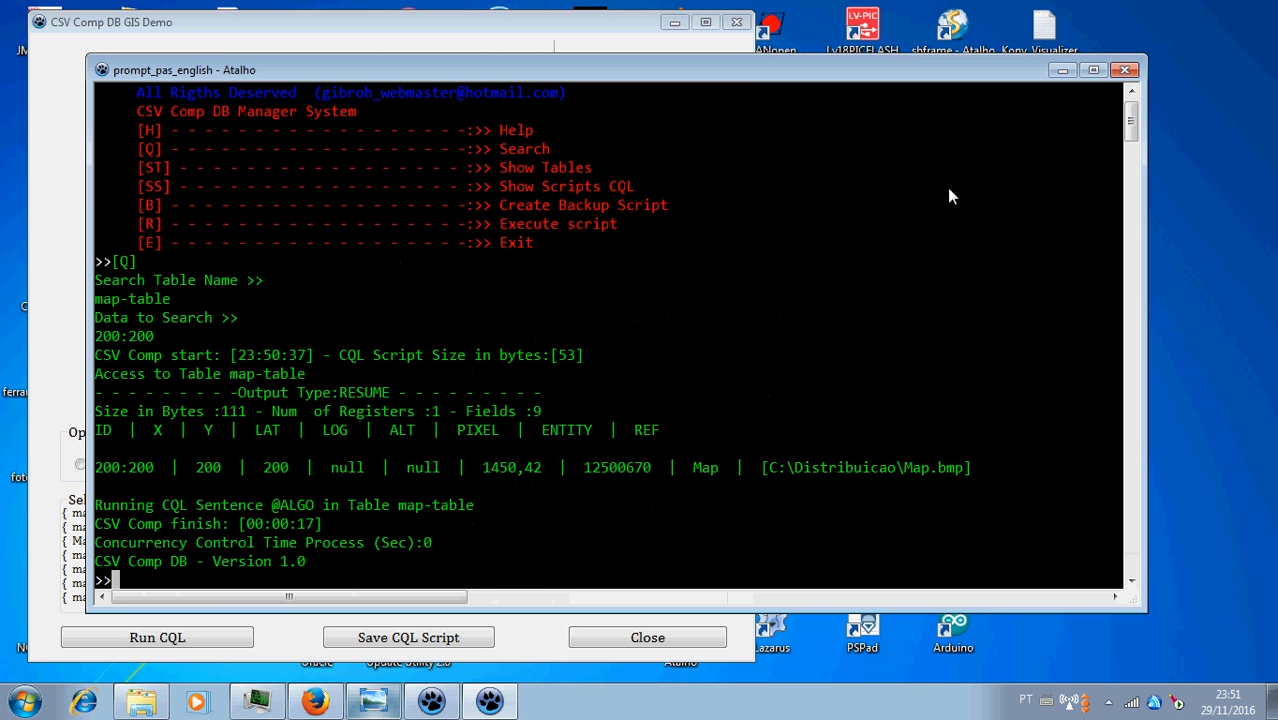 CSV Comp DB GIS Demo
ANopen
LV-PIC
Lv18PICFLASH
sbframe - Atalho
Kony_Visualizer
prompt_pas_english - Atalho
All Rigths Deserved (gibroh_webmaster@hotmail.com)
CSV Comp DB Manager System
[H] - - - - - - - - - - - - - - - - - -:>> Help
[Q] - - - - - - - - - - - - - - - - - -:>> Search
[ST] - - - - - - - - - - - - - - - - - :>> Show Tables
[SS] - - - - - - - - - - - - - - - - - :>> Show Scripts CQL
[B] - - - - - - - - - - - - - - - - - -:>> Create Backup Script
[R] - - - - - - - - - - - - - - - - - -:>> Execute script
[E] - - - - - - - - - - - - - - - - - -:>> Exit
>>[Q]
Search Table Name >>
map-table
Data to Search >>
200:200
CSV Comp start: [23:50:37] - CQL Script Size in bytes:[53]
Access to Table map-table
- - - - - - - - -Output Type:RESUME - - - - - - - - -
Size in Bytes :111 - Num of Registers :1 - Fields :9
ID | X | Y | LAT | LOG | ALT | PIXEL | ENTITY | REF
200:200 | 200 | 200 | null | null | 1450,42 | 12500670 | Map | [C:\Distribuicao\Map.bmp]
Running CQL Sentence @ALGO in Table map-table
CSV Comp finish: [00:00:17]
Concurrency Control Time Process (Sec):0
CSV Comp DB - Version 1.0
>>
Run CQL
Save CQL Script
Close
Lazarus
PSPad
Arduino
PT
23:51
29/11/2016